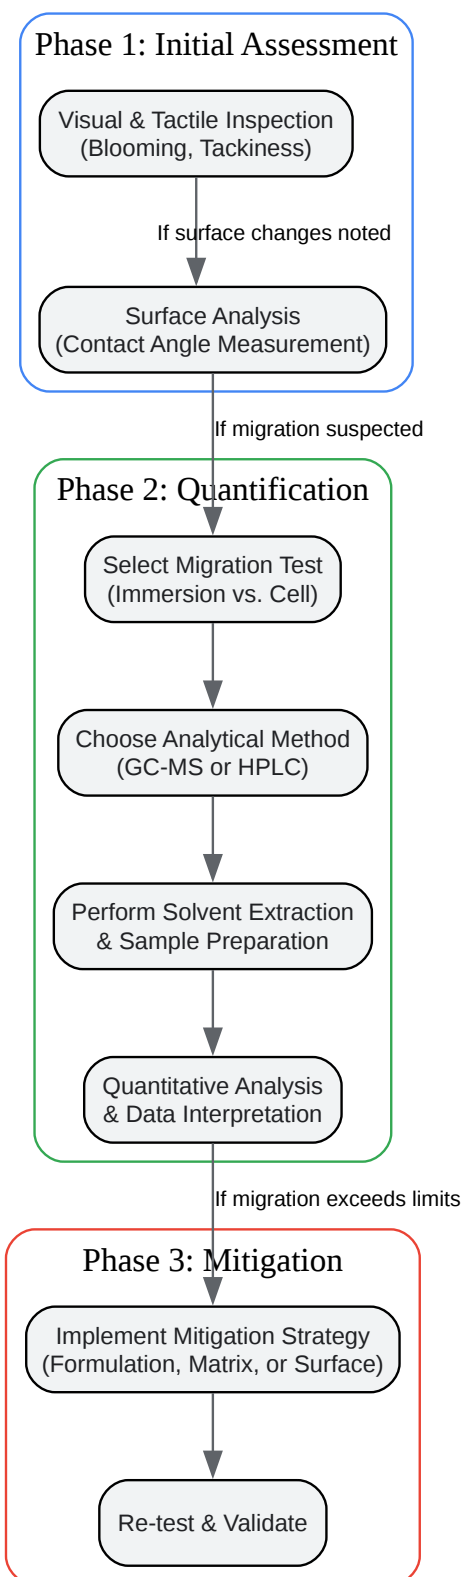 Phase 1: Initial Assessment
Visual & Tactile Inspection
(Blooming, Tackiness)
If surface changes noted
Surface Analysis
(Contact Angle Measurement)
If migration suspected
Phase 2: Quantification
Select Migration Test
(Immersion vs. Cell)
Choose Analytical Method
(GC-MS or HPLC)
Perform Solvent Extraction
& Sample Preparation
Quantitative Analysis
& Data Interpretation
If migration exceeds limits
Phase 3: Mitigation
Implement Mitigation Strategy
(Formulation, Matrix, or Surface)
Re-test & Validate